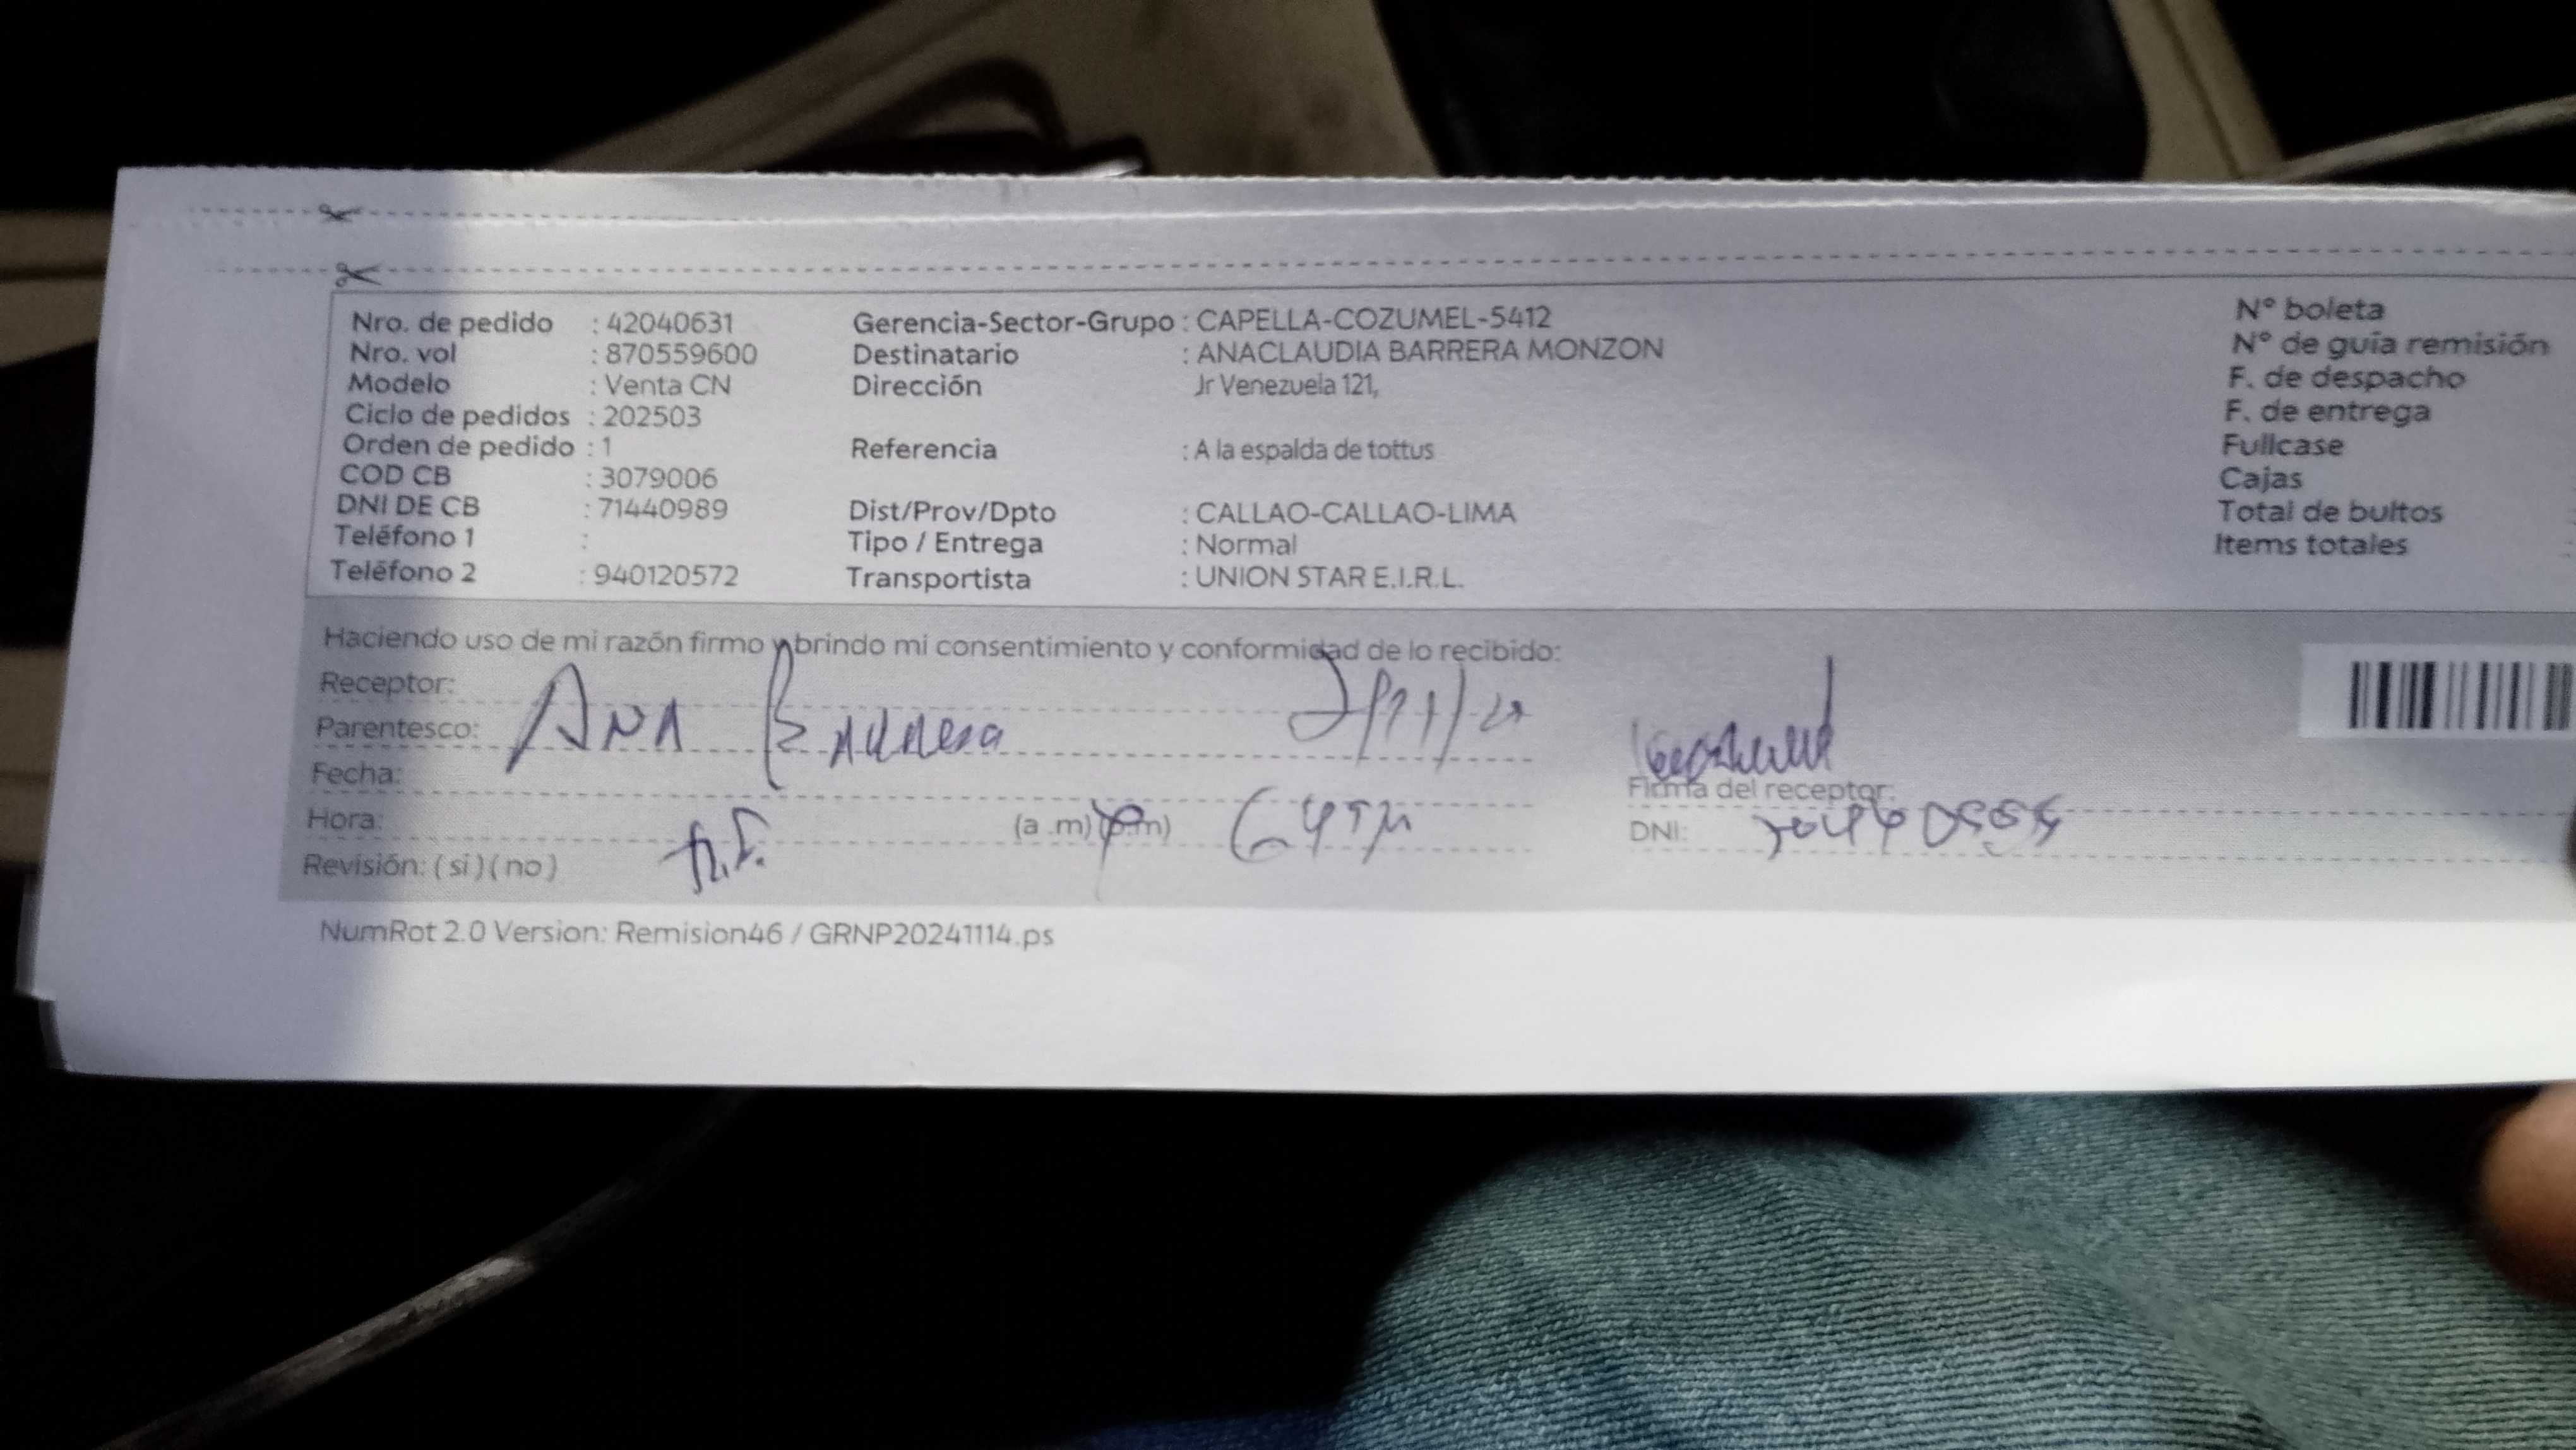 Nro. de pedido : 42040631 Gerencia-Sector-Grupo : CAPELLA-COZUMEL-5412 N° boleta
Nro. vol : 870559600 Destinatario : ANACLAUDIA BARRERA MONZON N° de guia remisión
Modelo : Venta CN Dirección Jr Venezuela 121, F. de despacho
Ciclo de pedidos : 202503 F. de entrega
Orden de pedido : 1 Referencia : A la espalda de tottus Fullcase
COD CB : 3079006 Cajas
DNI DE CB : 71440989 Dist/Prov/Dpto : CALLAO-CALLAO-LIMA Total de bultos
Teléfono 1 : Tipo / Entrega : Normal Items totales
Teléfono 2 : 940120572 Transportista : UNION STAR E.I.R.L.
Haciendo uso de mi razón firmo y brindo mi consentimiento y conformidad de lo recibido:
Receptor:
Parentesco: Ana Barrera
Fecha: Firma del receptor:
Hora: (a .m) (p.m) DNI:
Revisión: ( si ) ( no )
NumRot 2.0 Version: Remision46 / GRNP20241114.ps